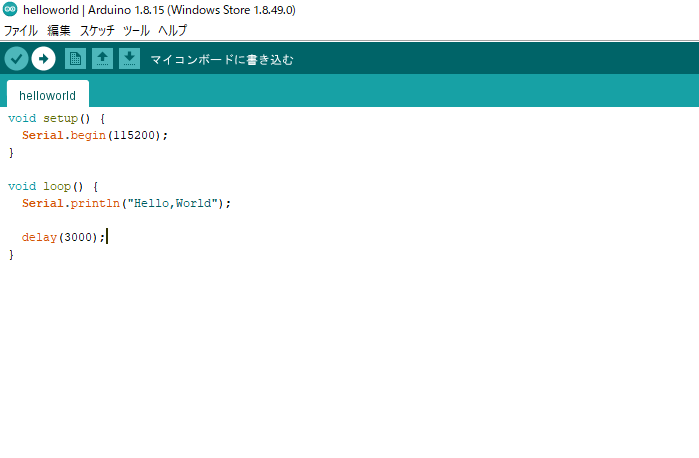 helloworld | Arduino 1.8.15 (Windows Store 1.8.49.0)
ファイル 編集 スケッチ ツール ヘルプ
マイコンボードに書き込む
helloworld
void setup() {
  Serial.begin(115200);
}

void loop() {
  Serial.println("Hello,World");

  delay(3000);
}